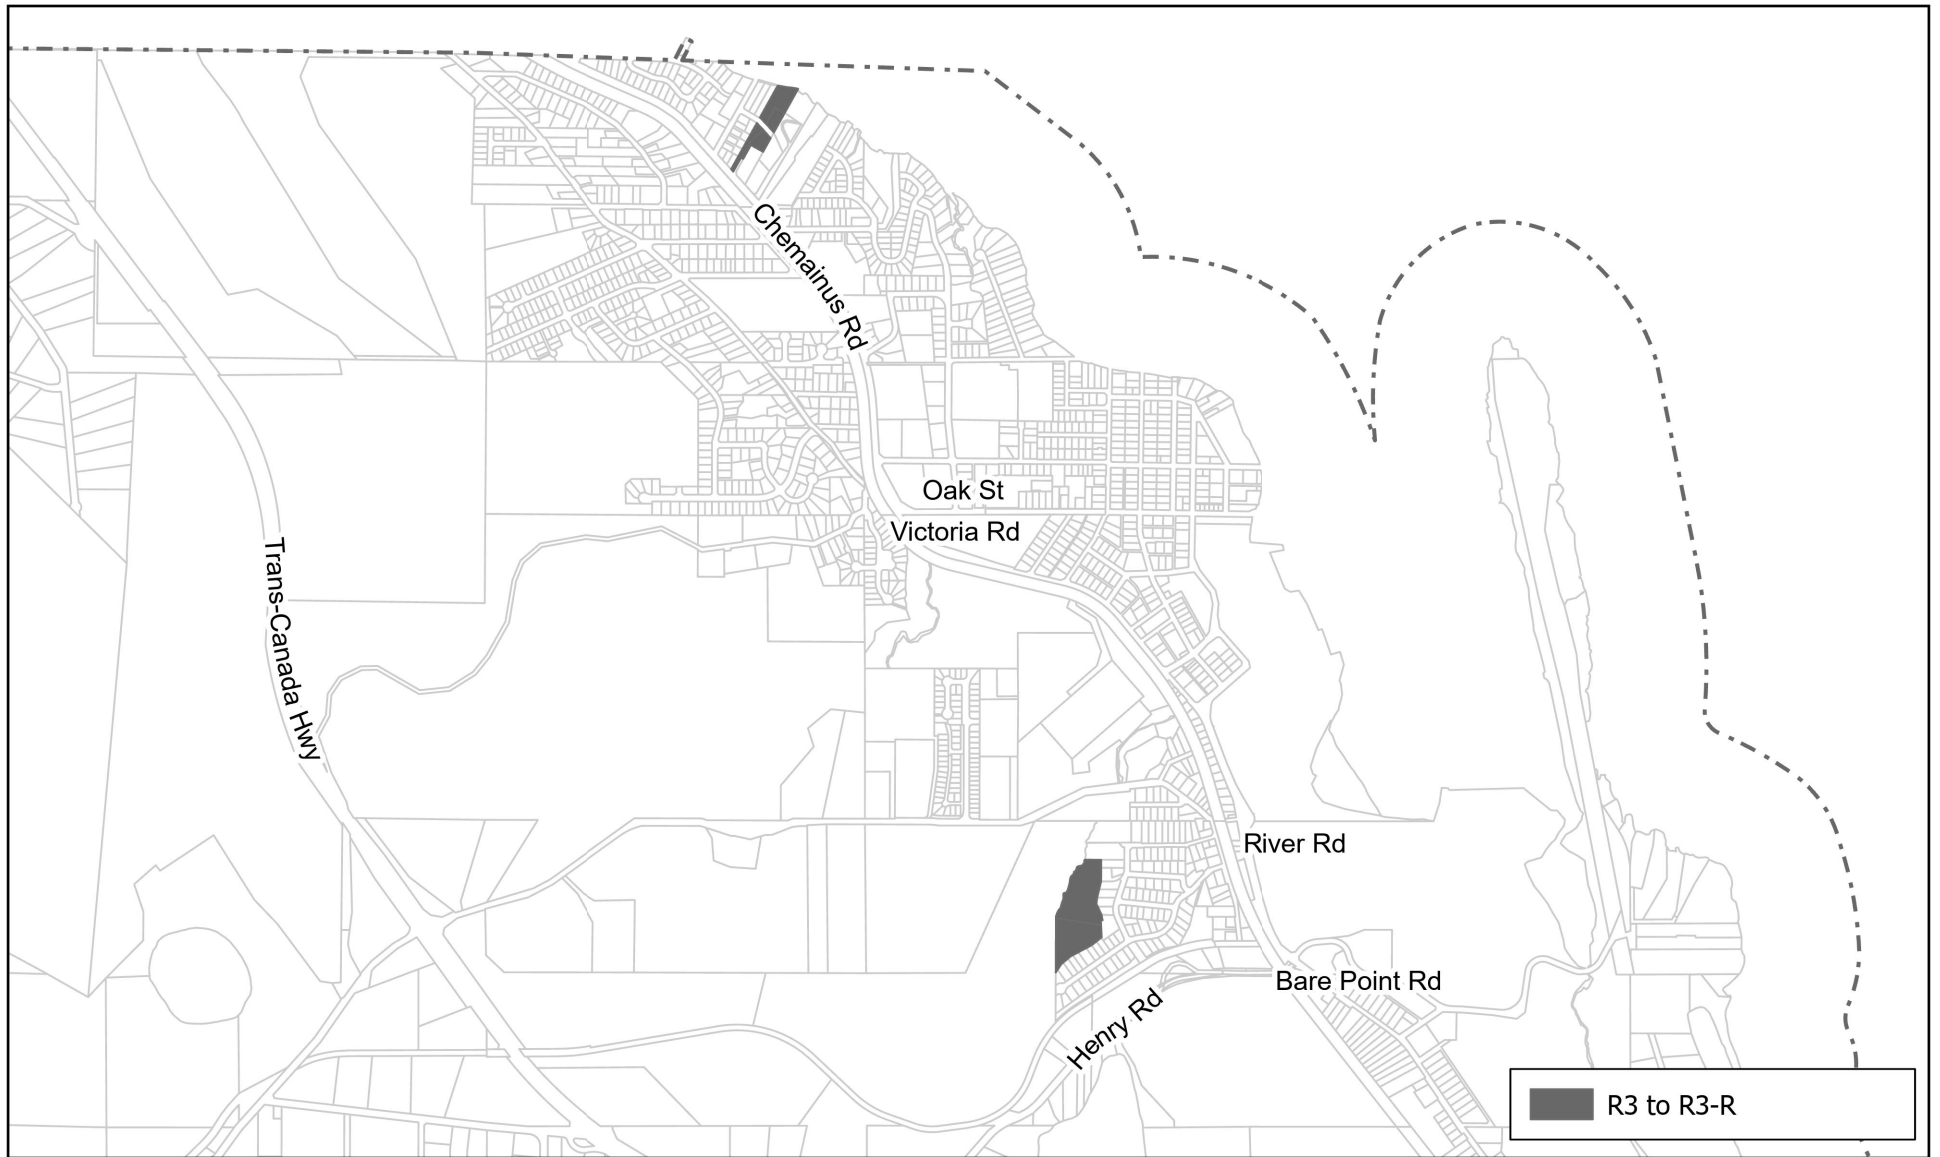 Chemainus Rd
Oak St
Victoria Rd
Trans-Canada Hwy
River Rd
Bare Point Rd
Henry Rd
R3 to R3-R